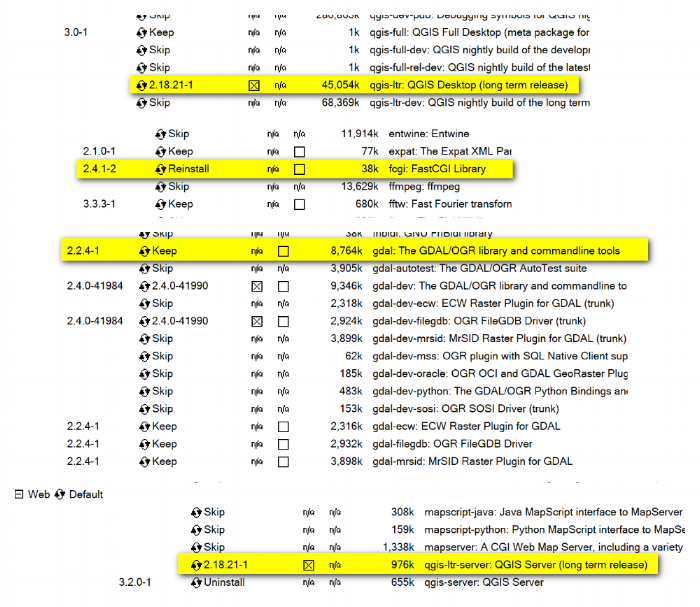 Skip n/a n/a 280,803k qgis-dev-pdb: Debugging symbols for QGIS nig
3.0-1 Keep n/a n/a 1k qgis-full: QGIS Full Desktop (meta package for
Skip n/a n/a 1k qgis-full-dev: QGIS nightly build of the develop
Skip n/a n/a 1k qgis-full-rel-dev: QGIS nightly build of the latest
2.18.21-1 n/a 45,054k qgis-ltr: QGIS Desktop (long term release)
Skip n/a n/a 68,369k qgis-ltr-dev: QGIS nightly build of the long term
Skip n/a n/a 11,914k entwine: Entwine
2.1.0-1 Keep n/a 77k expat: The Expat XML Par
2.4.1-2 Reinstall n/a 38k fcgi: FastCGI Library
Skip n/a n/a 13,629k ffmpeg: ffmpeg
3.3.3-1 Keep n/a 680k fftw: Fast Fourier transform
Skip n/a n/a 38k fribidi: GNU FriBidi library
2.2.4-1 Keep n/a 8,764k gdal: The GDAL/OGR library and commandline tools
Skip n/a n/a 3,905k gdal-autotest: The GDAL/OGR AutoTest suite
2.4.0-41984 2.4.0-41990 9,346k gdal-dev: The GDAL/OGR library and commandline to
Skip n/a n/a 2,318k gdal-dev-ecw: ECW Raster Plugin for GDAL (trunk)
2.4.0-41984 2.4.0-41990 2,924k gdal-dev-filegdb: OGR FileGDB Driver (trunk)
Skip n/a n/a 3,899k gdal-dev-mrsid: MrSID Raster Plugin for GDAL (trunk)
Skip n/a n/a 62k gdal-dev-mss: OGR plugin with SQL Native Client sup
Skip n/a n/a 185k gdal-dev-oracle: OGR OCI and GDAL GeoRaster Plug
Skip n/a n/a 483k gdal-dev-python: The GDAL/OGR Python Bindings an
Skip n/a n/a 153k gdal-dev-sosi: OGR SOSI Driver (trunk)
2.2.4-1 Keep n/a 2,316k gdal-ecw: ECW Raster Plugin for GDAL
2.2.4-1 Keep n/a 2,932k gdal-filegdb: OGR FileGDB Driver
2.2.4-1 Keep n/a 3,898k gdal-mrsid: MrSID Raster Plugin for GDAL
Web Default
Skip n/a n/a 308k mapscript-java: Java MapScript interface to MapServer
Skip n/a n/a 159k mapscript-python: Python MapScript interface to MapSe
Skip n/a n/a 1,338k mapserver: A CGI Web Map Server, including a variety
2.18.21-1 n/a 976k qgis-ltr-server: QGIS Server (long term release)
3.2.0-1 Uninstall n/a n/a 655k qgis-server: QGIS Server